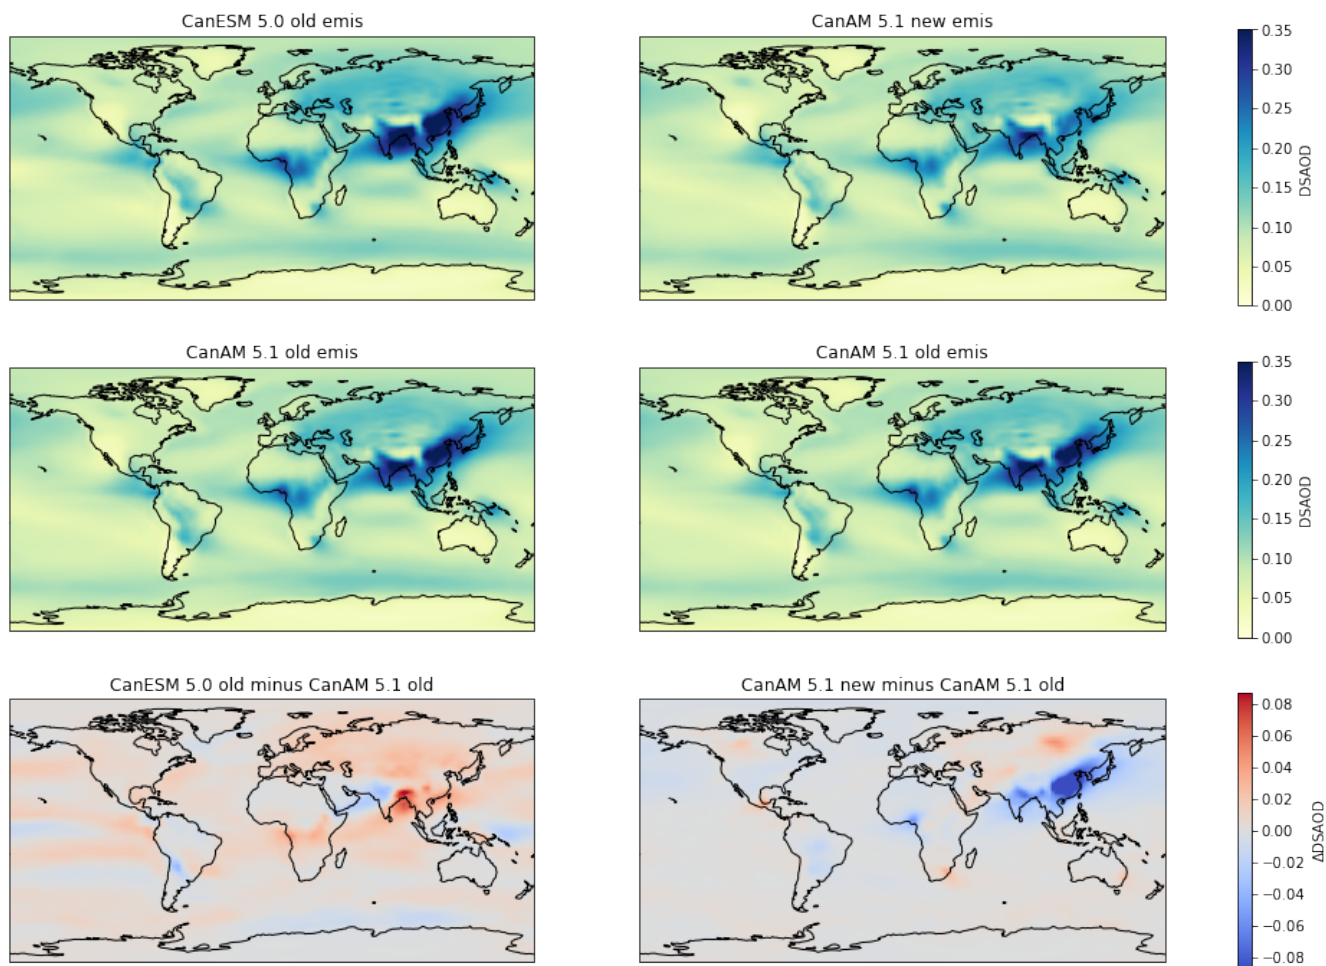 CanESM 5.0 old emis
CanAM 5.1 new emis
0.35
0.30
0.25
0.20
0.15
0.10
0.05
0.00
DSAOD
CanAM 5.1 old emis
CanAM 5.1 old emis
0.35
0.30
0.25
0.20
0.15
0.10
0.05
0.00
DSAOD
CanESM 5.0 old minus CanAM 5.1 old
CanAM 5.1 new minus CanAM 5.1 old
0.08
0.06
0.04
0.02
0.00
−0.02
−0.04
−0.06
−0.08
ΔDSAOD